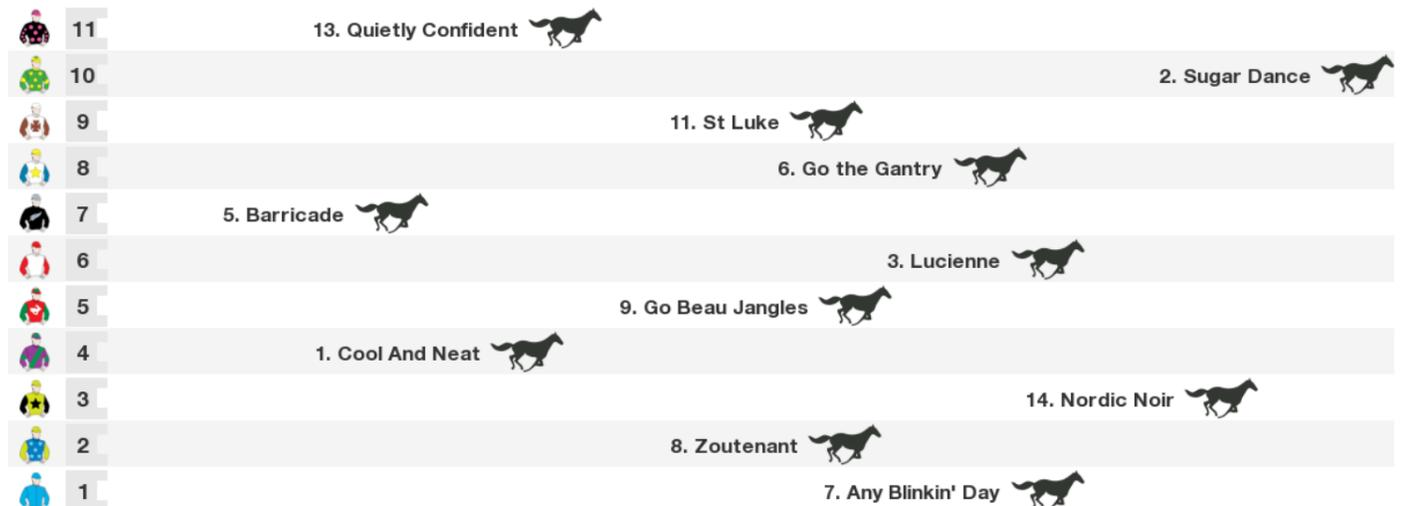 11 13. Quietly Confident
10 2. Sugar Dance
9 11. St Luke
8 6. Go the Gantry
7 5. Barricade
6 3. Lucienne
5 9. Go Beau Jangles
4 1. Cool And Neat
3 14. Nordic Noir
2 8. Zoutenant
1 7. Any Blinkin' Day